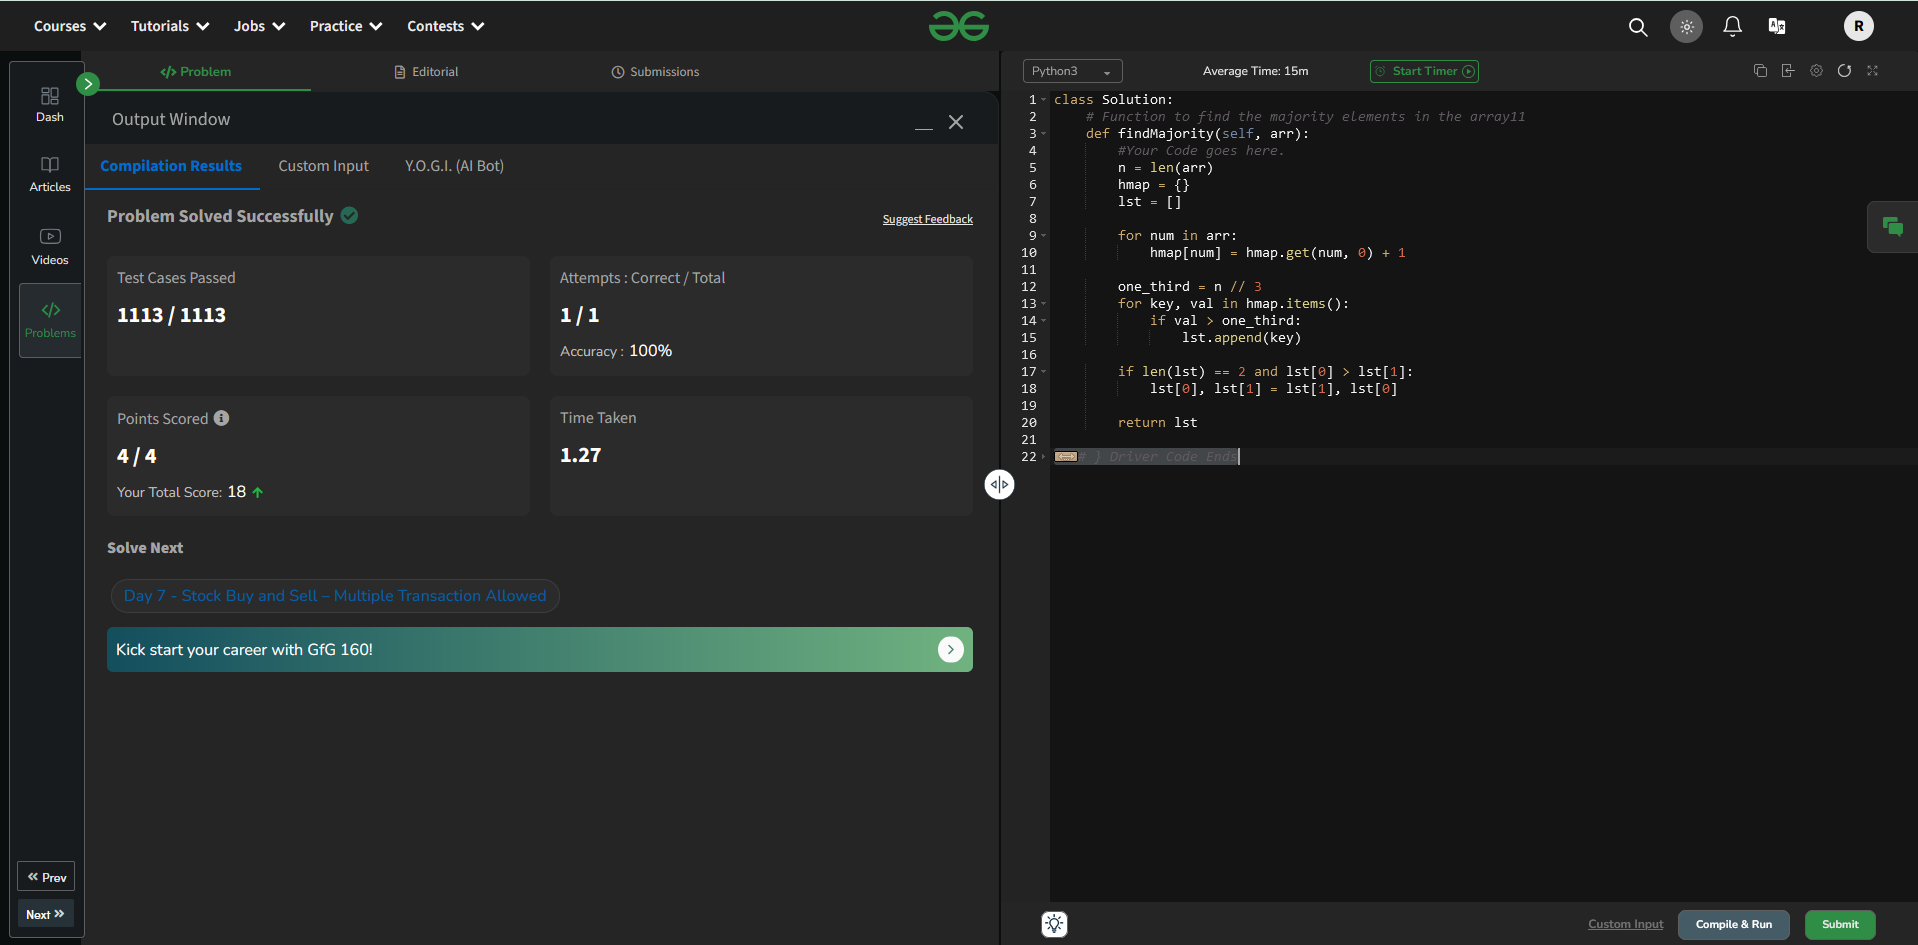 Courses Tutorials Jobs Practice Contests R
Dash
Articles
Videos
</> Problems
« Prev
Next »
</> Problem Editorial Submissions
Output Window
Compilation Results Custom Input Y.O.G.I. (AI Bot)
Problem Solved Successfully
Suggest Feedback
Test Cases Passed
1113 / 1113
Attempts : Correct / Total
1 / 1
Accuracy : 100%
Points Scored
4 / 4
Your Total Score: 18
Time Taken
1.27
Solve Next
Day 7 - Stock Buy and Sell – Multiple Transaction Allowed
Kick start your career with GfG 160!
Python3 Average Time: 15m Start Timer
1 class Solution:
2     # Function to find the majority elements in the array11
3     def findMajority(self, arr):
4         #Your Code goes here.
5         n = len(arr)
6         hmap = {}
7         lst = []
8
9         for num in arr:
10             hmap[num] = hmap.get(num, 0) + 1
11
12         one_third = n // 3
13         for key, val in hmap.items():
14             if val > one_third:
15                 lst.append(key)
16
17         if len(lst) == 2 and lst[0] > lst[1]:
18             lst[0], lst[1] = lst[1], lst[0]
19
20         return lst
21
22 # } Driver Code Ends
Custom Input Compile & Run Submit